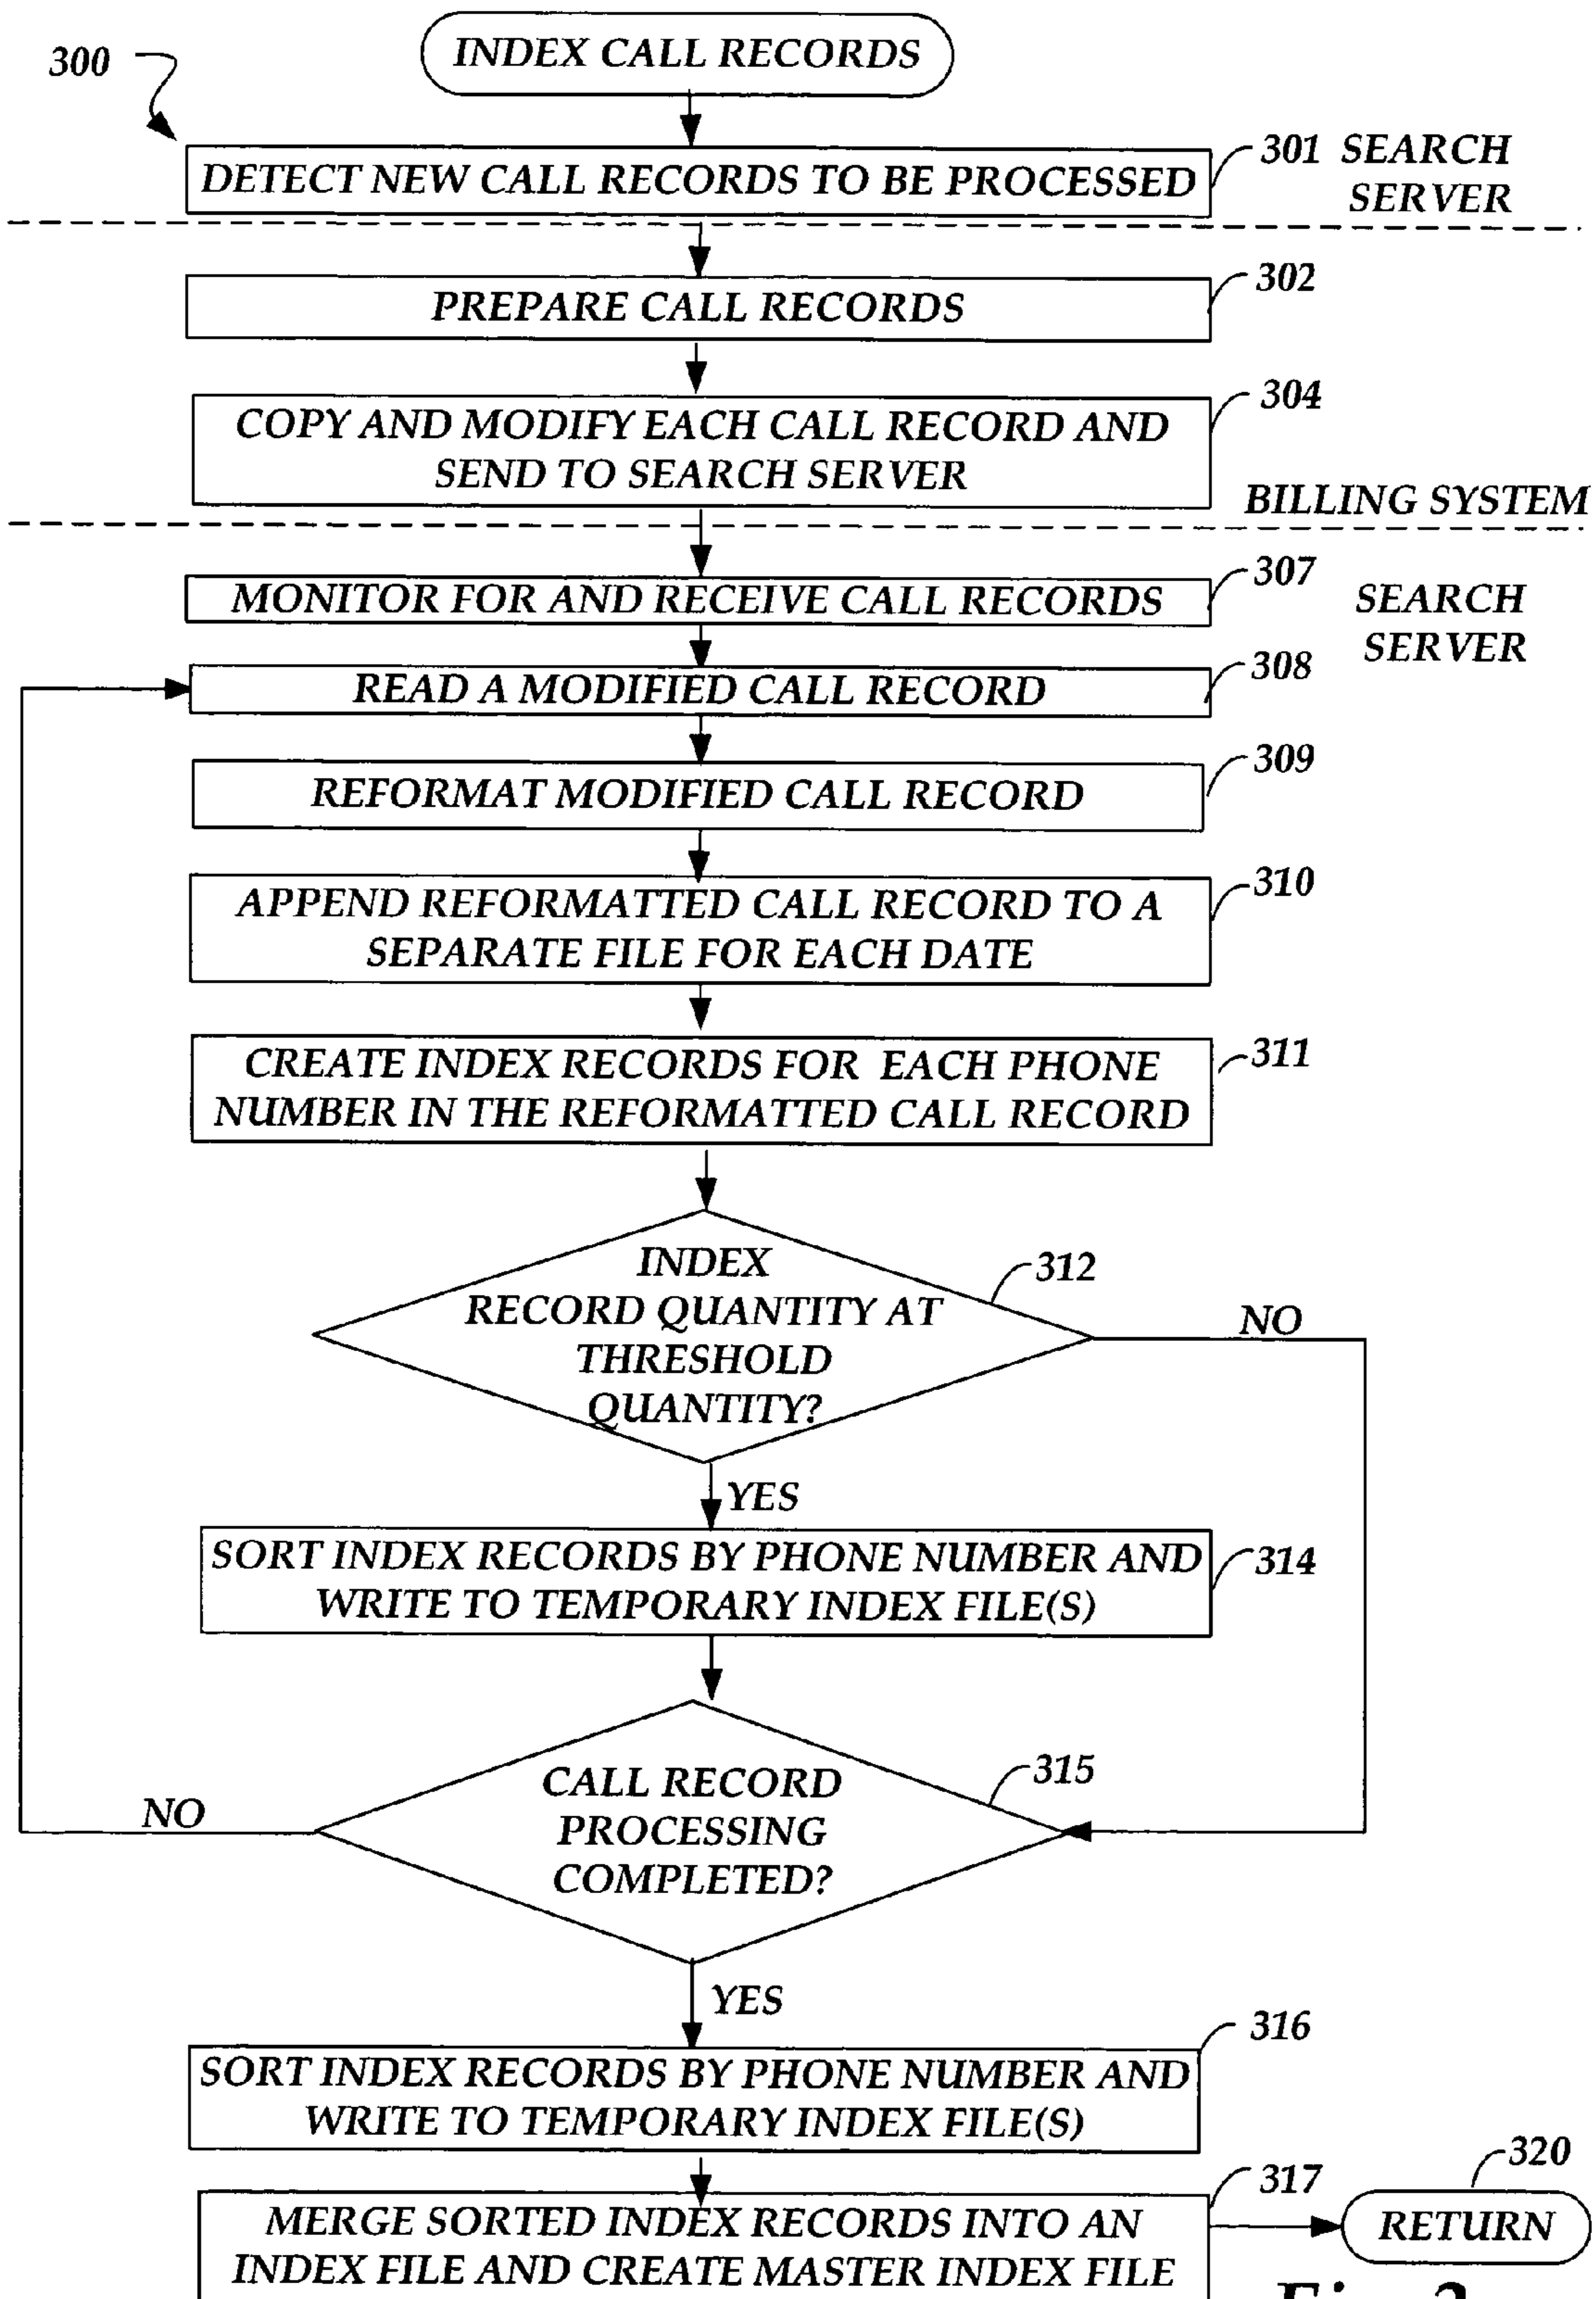 INDEX CALL RECORDS
300
DETECT NEW CALL RECORDS TO BE PROCESSED
301 SEARCH
SERVER
302
PREPARE CALL RECORDS
304
COPY AND MODIFY EACH CALL RECORD AND
SEND TO SEARCH SERVER
BILLING SYSTEM
307
MONITOR FOR AND RECEIVE CALL RECORDS
SEARCH
SERVER
308
READ A MODIFIED CALL RECORD
309
REFORMAT MODIFIED CALL RECORD
310
APPEND REFORMATTED CALL RECORD TO A
SEPARATE FILE FOR EACH DATE
311
CREATE INDEX RECORDS FOR EACH PHONE
NUMBER IN THE REFORMATTED CALL RECORD
312
INDEX
RECORD QUANTITY AT
THRESHOLD
QUANTITY?
NO
YES
314
SORT INDEX RECORDS BY PHONE NUMBER AND
WRITE TO TEMPORARY INDEX FILE(S)
315
CALL RECORD
PROCESSING
COMPLETED?
NO
YES
316
SORT INDEX RECORDS BY PHONE NUMBER AND
WRITE TO TEMPORARY INDEX FILE(S)
317
320
MERGE SORTED INDEX RECORDS INTO AN
INDEX FILE AND CREATE MASTER INDEX FILE
RETURN